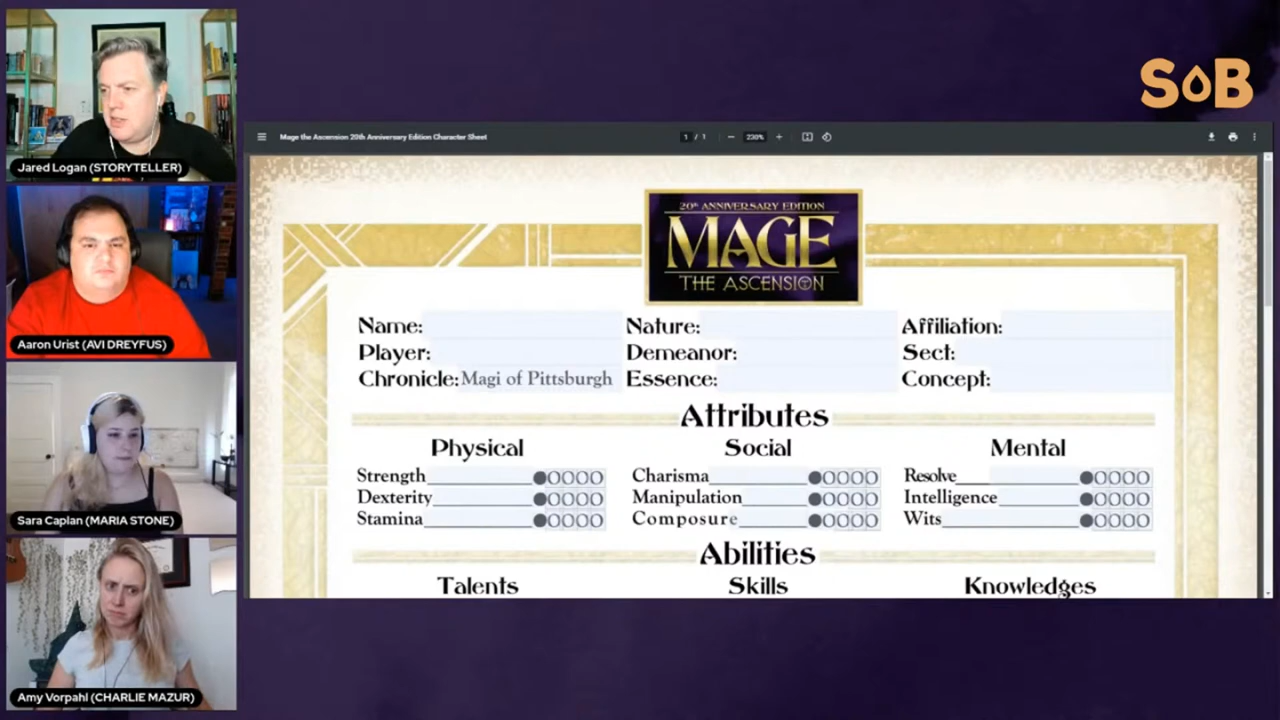 SOB
Jared Logan (STORYTELLER)
Aaron Urist (AVI DREYFUS)
Sara Caplan (MARIA STONE)
Amy Vorpahl (CHARLIE MAZUR)
Mage the Ascension 20th Anniversary Edition Character Sheet
1 / 1
230%
20th ANNIVERSARY EDITION
MAGE
THE ASCENSION
Name: Nature: Affiliation:
Player: Demeanor: Sect:
Chronicle: Magi of Pittsburgh Essence: Concept:
Attributes
Physical Social Mental
Strength Charisma Resolve
Dexterity Manipulation Intelligence
Stamina Composure Wits
Abilities
Talents Skills Knowledges